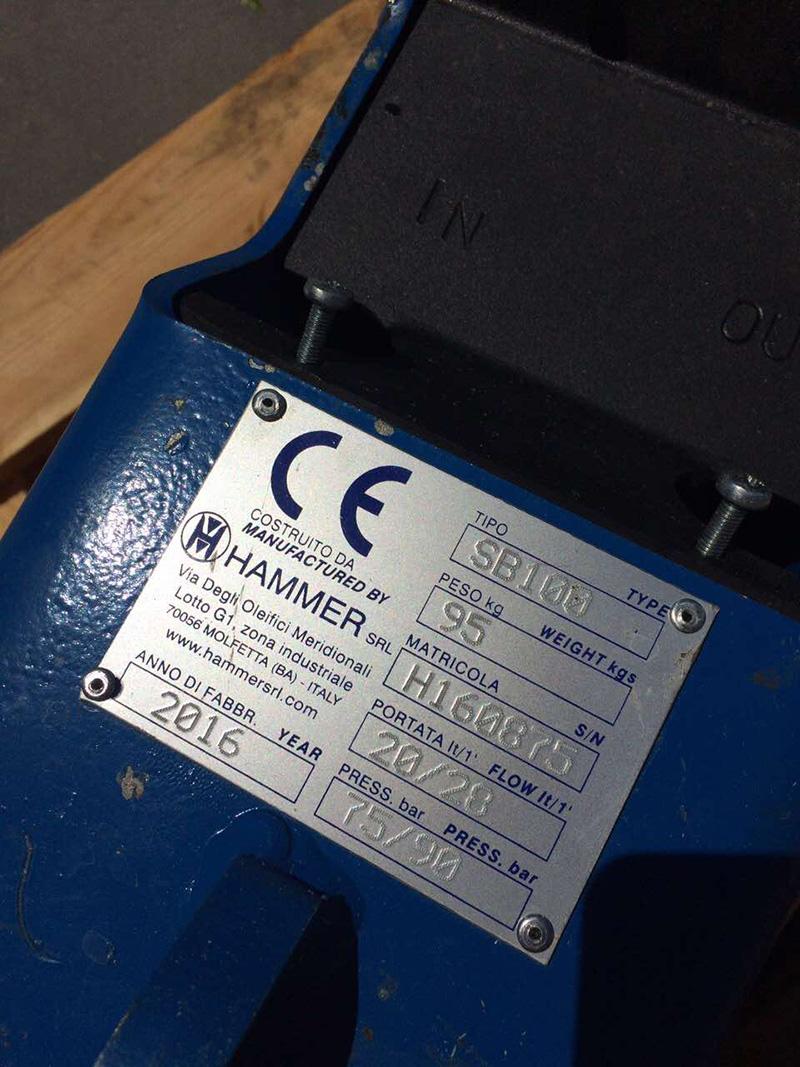 IN
OU
CE
COSTRUITO DA
MANUFACTURED BY
HAMMER SRL
Via Degli Oleifici Meridionali
Lotto G1, zona industriale
70056 MOLFETTA (BA) - ITALY
www.hammersrl.com
ANNO DI FABBR. YEAR
2016
TIPO TYPE
SB100
PESO kg WEIGHT kgs
95
MATRICOLA S/N
H160875
PORTATA lt/1' FLOW lt/1'
20/28
PRESS. bar PRESS. bar
75/90